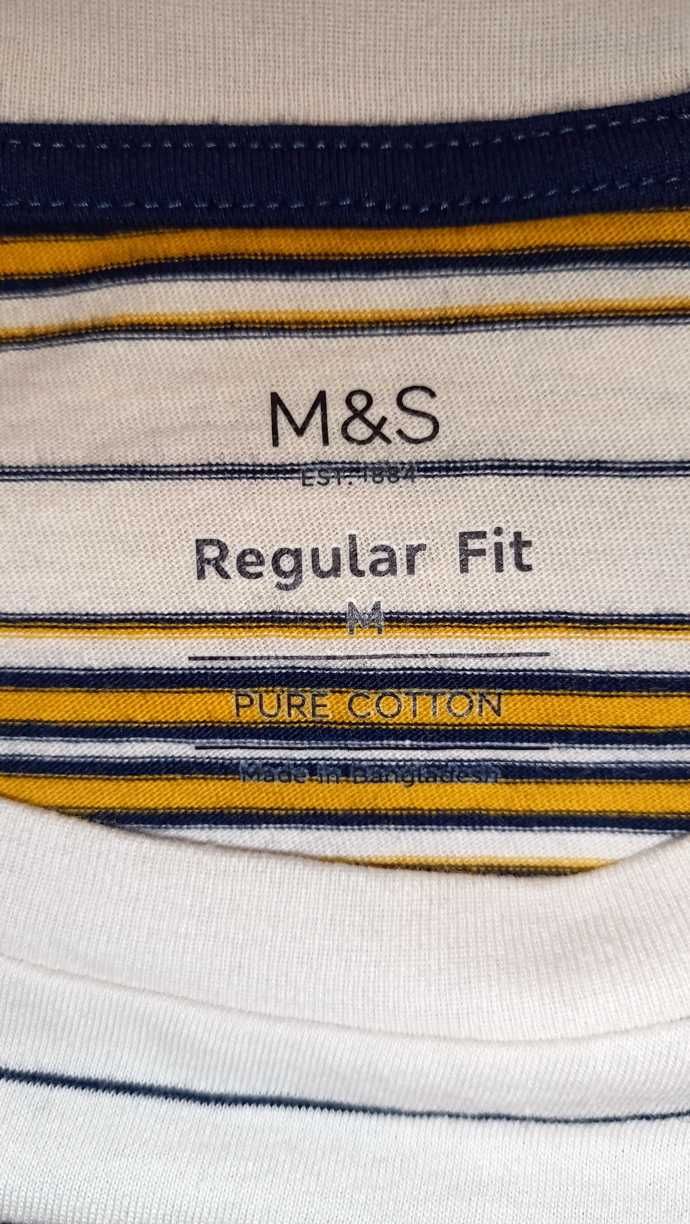 M&S
EST. 1884
Regular Fit
M
PURE COTTON
Made in Bangladesh